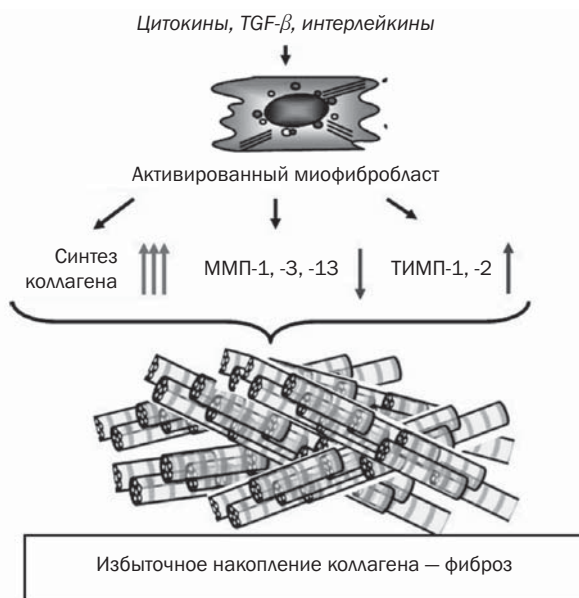 Цитокины, TGF-β, интерлейкины
Активированный миофибробласт
Синтез
коллагена
ММП-1, -3, -13
ТИМП-1, -2
Избыточное накопление коллагена — фиброз